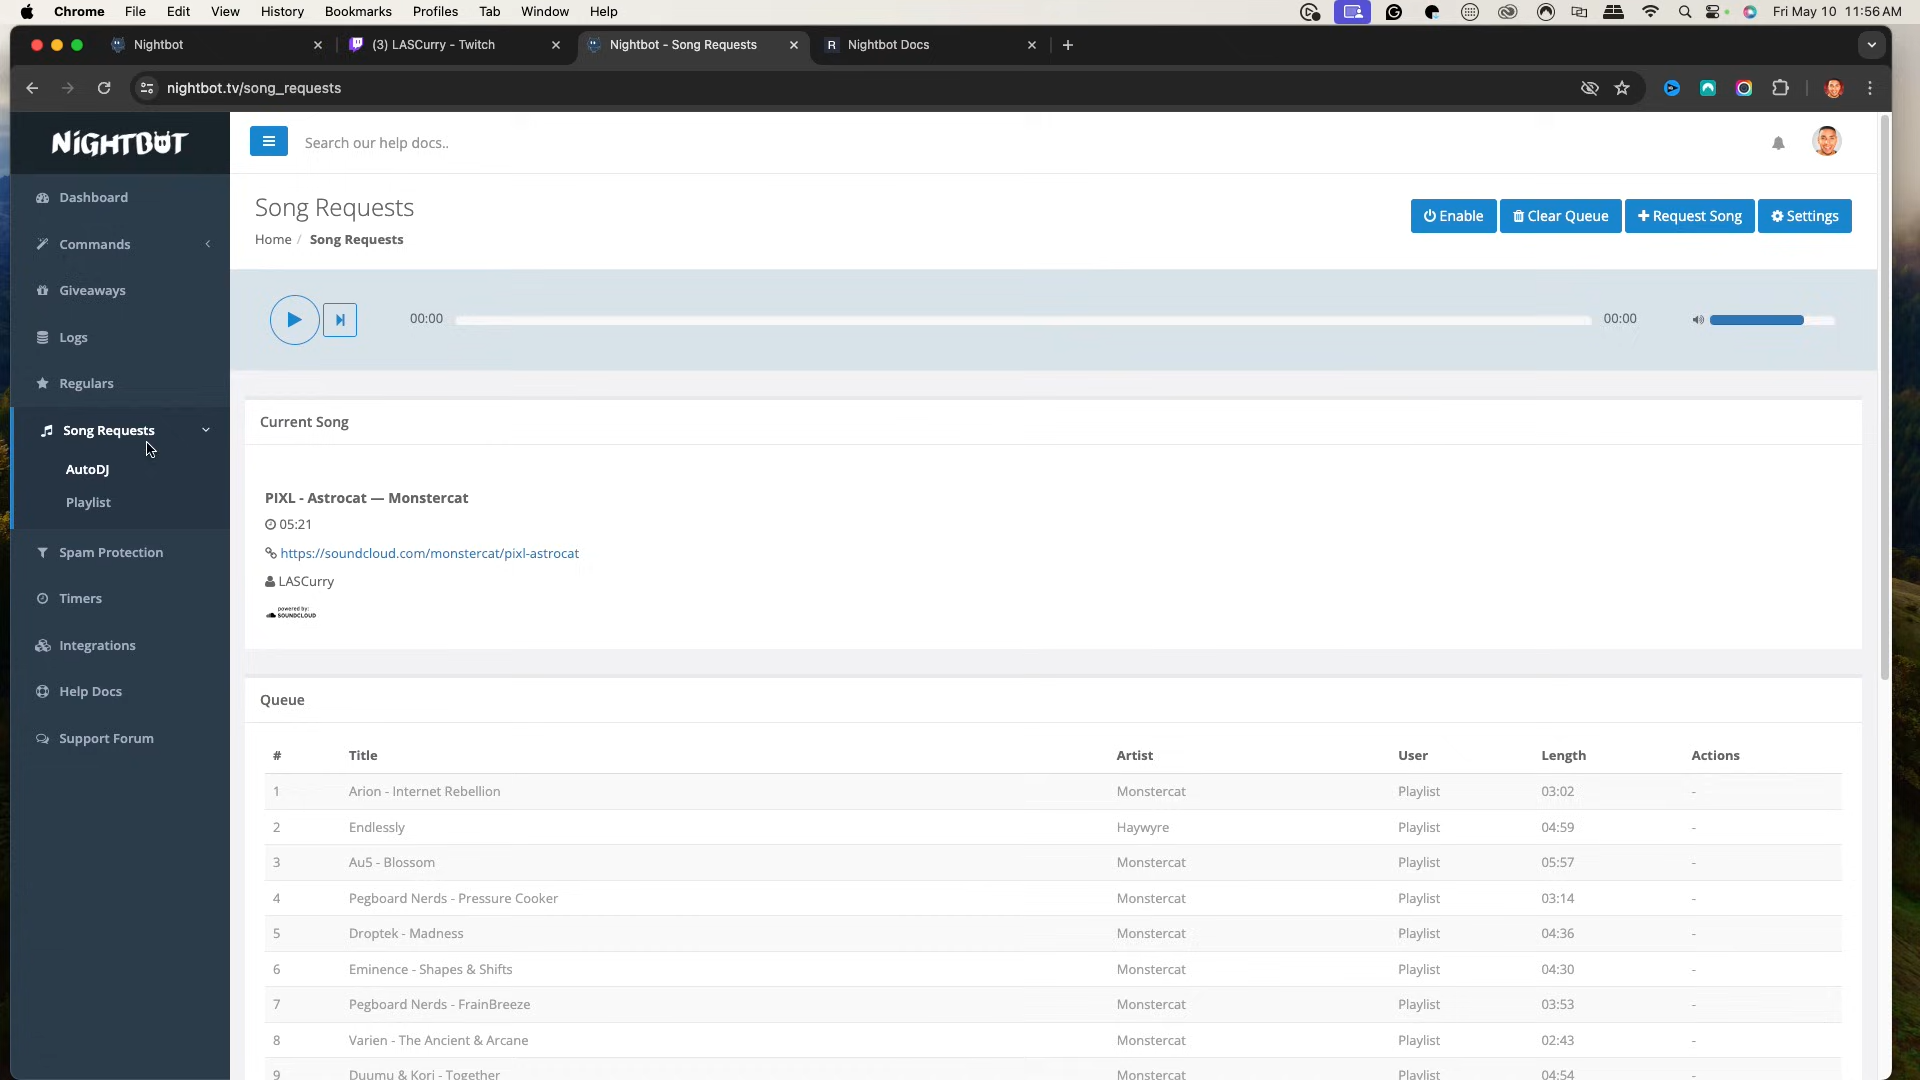 Chrome File Edit View History Bookmarks Profiles Tab Window Help Fri May 10 11:56 AM
Nightbot (3) LASCurry - Twitch Nightbot - Song Requests R Nightbot Docs
nightbot.tv/song_requests
NiGHTBOT
Search our help docs..
Dashboard
Commands
Giveaways
Logs
Regulars
Song Requests
AutoDJ
Playlist
Spam Protection
Timers
Integrations
Help Docs
Support Forum
Song Requests
Home / Song Requests
Enable Clear Queue Request Song Settings
00:00 00:00
Current Song
PIXL - Astrocat — Monstercat
05:21
https://soundcloud.com/monstercat/pixl-astrocat
LASCurry
powered by:
SOUNDCLOUD
Queue
# Title Artist User Length Actions
1 Arion - Internet Rebellion Monstercat Playlist 03:02 -
2 Endlessly Haywyre Playlist 04:59 -
3 Au5 - Blossom Monstercat Playlist 05:57 -
4 Pegboard Nerds - Pressure Cooker Monstercat Playlist 03:14 -
5 Droptek - Madness Monstercat Playlist 04:36 -
6 Eminence - Shapes & Shifts Monstercat Playlist 04:30 -
7 Pegboard Nerds - FrainBreeze Monstercat Playlist 03:53 -
8 Varien - The Ancient & Arcane Monstercat Playlist 02:43 -
9 Duumu & Kori - Together Monstercat Playlist 04:54 -